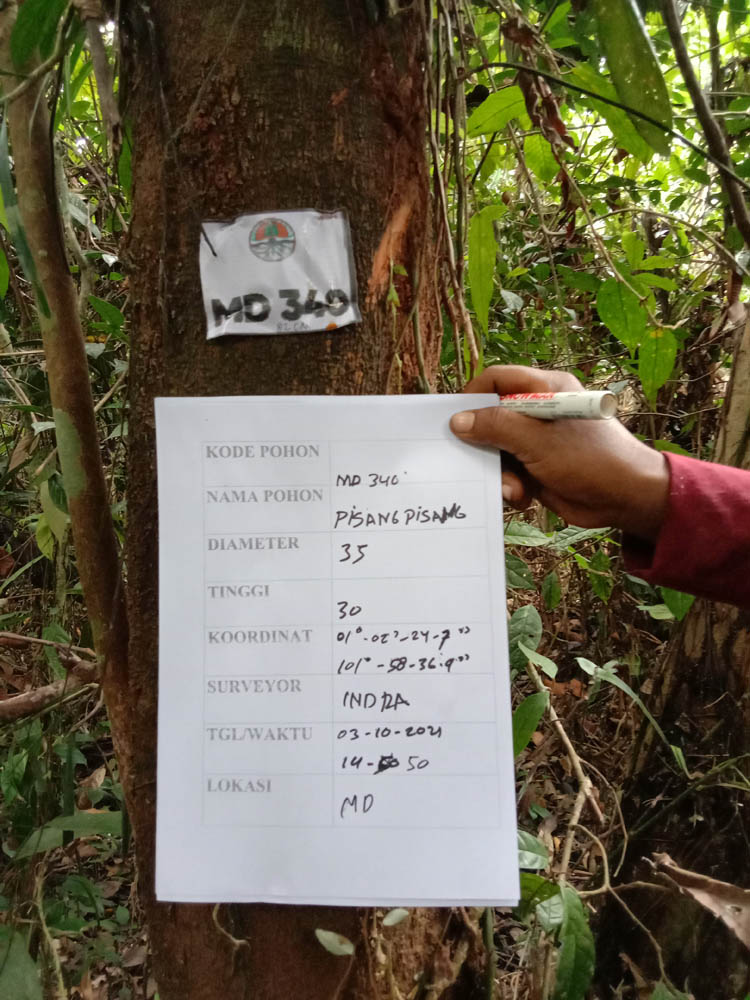 MD 340
KODE POHON
MD 340
NAMA POHON
PISANG PISANG
DIAMETER
35
TINGGI
30
KOORDINAT
01°-02'-24-7"
101°-58-36.9"
SURVEYOR
INDRA
TGL/WAKTU
03-10-2021
14-50
LOKASI
MD
SNOWMAN